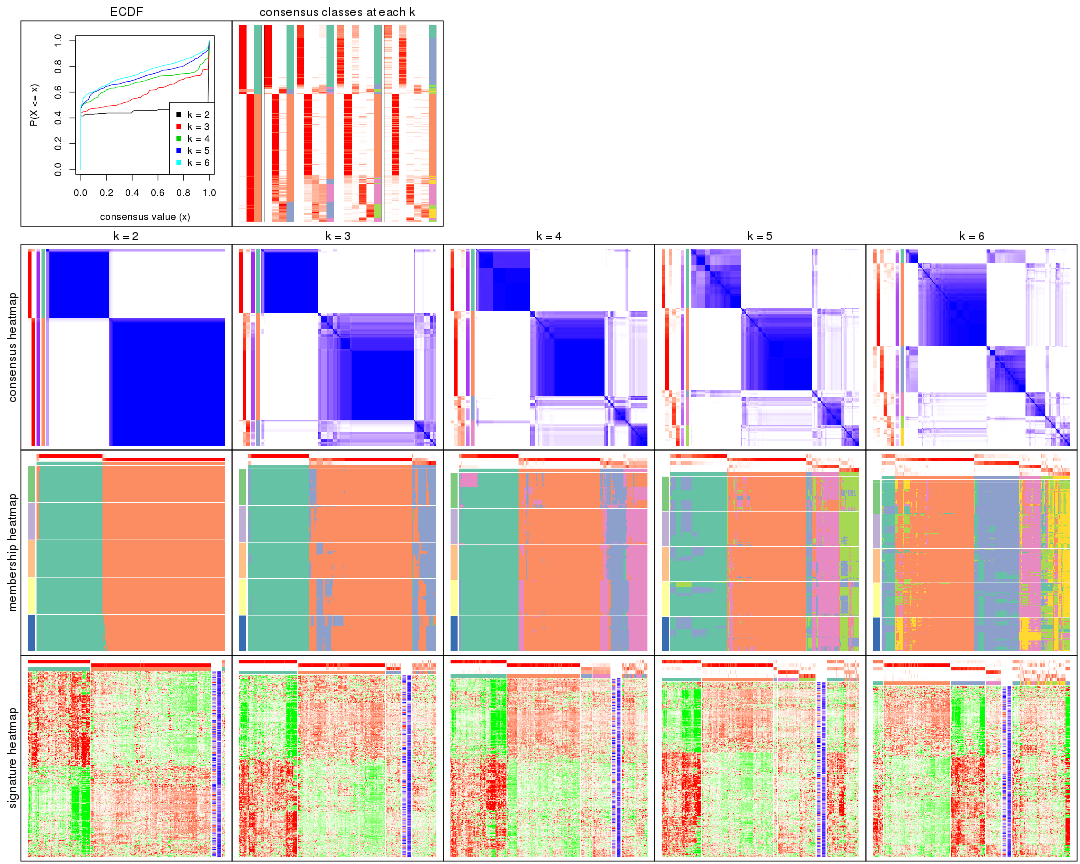 ECDF
consensus classes at each k
P(X <= x)
0.0 0.2 0.4 0.6 0.8 1.0
k = 2
k = 3
k = 4
k = 5
k = 6
0.0 0.2 0.4 0.6 0.8 1.0
consensus value (x)
k = 2 k = 3 k = 4 k = 5 k = 6
consensus heatmap
membership heatmap
signature heatmap